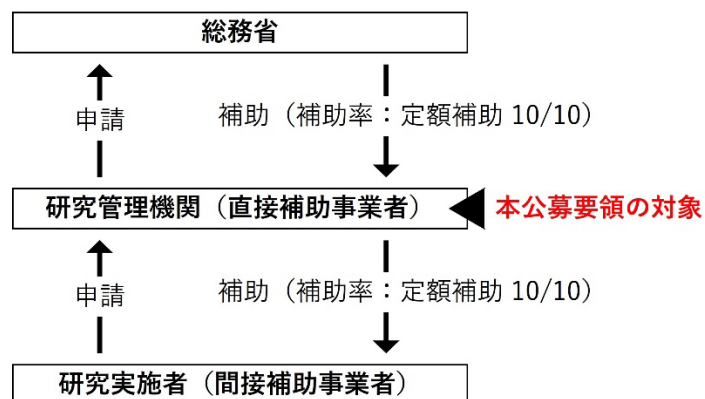 総務省
申請
補助（補助率：定額補助 10/10）
研究管理機関（直接補助事業者）
本公募要領の対象
申請
補助（補助率：定額補助 10/10）
研究実施者（間接補助事業者）